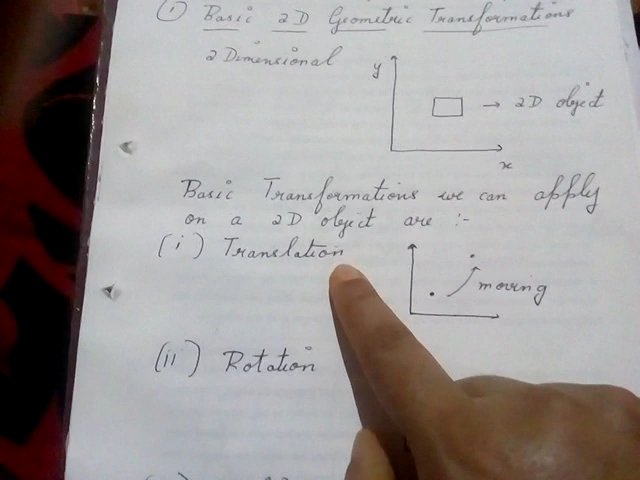 ① Basic 2D Geometric Transformations
2 Dimensional
y
→ 2D object
x
Basic Transformations we can apply
on a 2D object are :-
(i) Translation
moving
(ii) Rotation